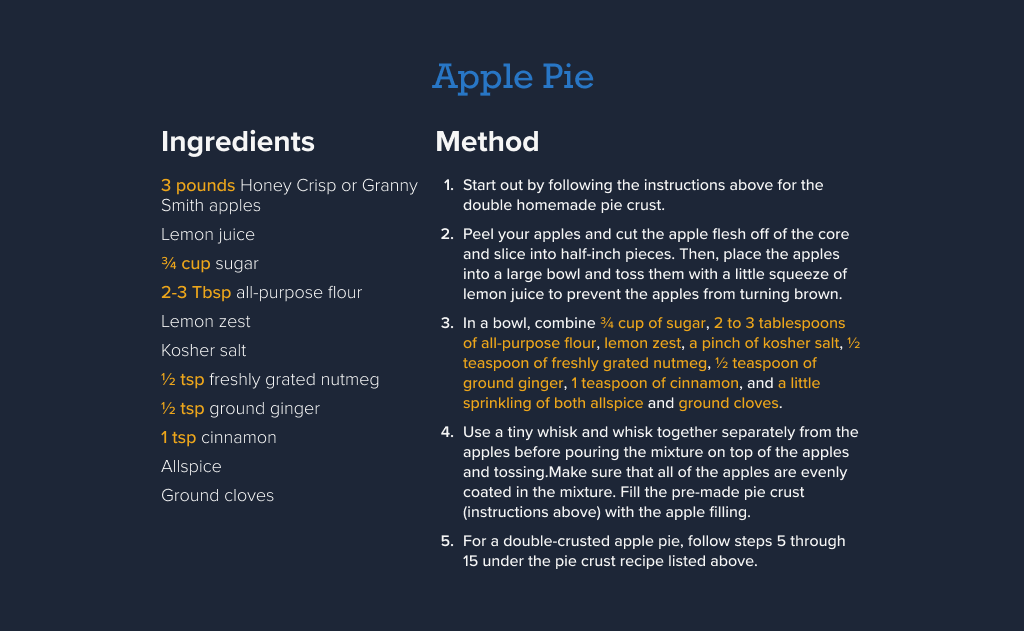 Apple Pie
Ingredients
3 pounds Honey Crisp or Granny
Smith apples
Lemon juice
¾ cup sugar
2-3 Tbsp all-purpose flour
Lemon zest
Kosher salt
½ tsp freshly grated nutmeg
½ tsp ground ginger
1 tsp cinnamon
Allspice
Ground cloves
Method
1. Start out by following the instructions above for the
double homemade pie crust.
2. Peel your apples and cut the apple flesh off of the core
and slice into half-inch pieces. Then, place the apples
into a large bowl and toss them with a little squeeze of
lemon juice to prevent the apples from turning brown.
3. In a bowl, combine ¾ cup of sugar, 2 to 3 tablespoons
of all-purpose flour, lemon zest, a pinch of kosher salt, ½
teaspoon of freshly grated nutmeg, ½ teaspoon of
ground ginger, 1 teaspoon of cinnamon, and a little
sprinkling of both allspice and ground cloves.
4. Use a tiny whisk and whisk together separately from the
apples before pouring the mixture on top of the apples
and tossing.Make sure that all of the apples are evenly
coated in the mixture. Fill the pre-made pie crust
(instructions above) with the apple filling.
5. For a double-crusted apple pie, follow steps 5 through
15 under the pie crust recipe listed above.